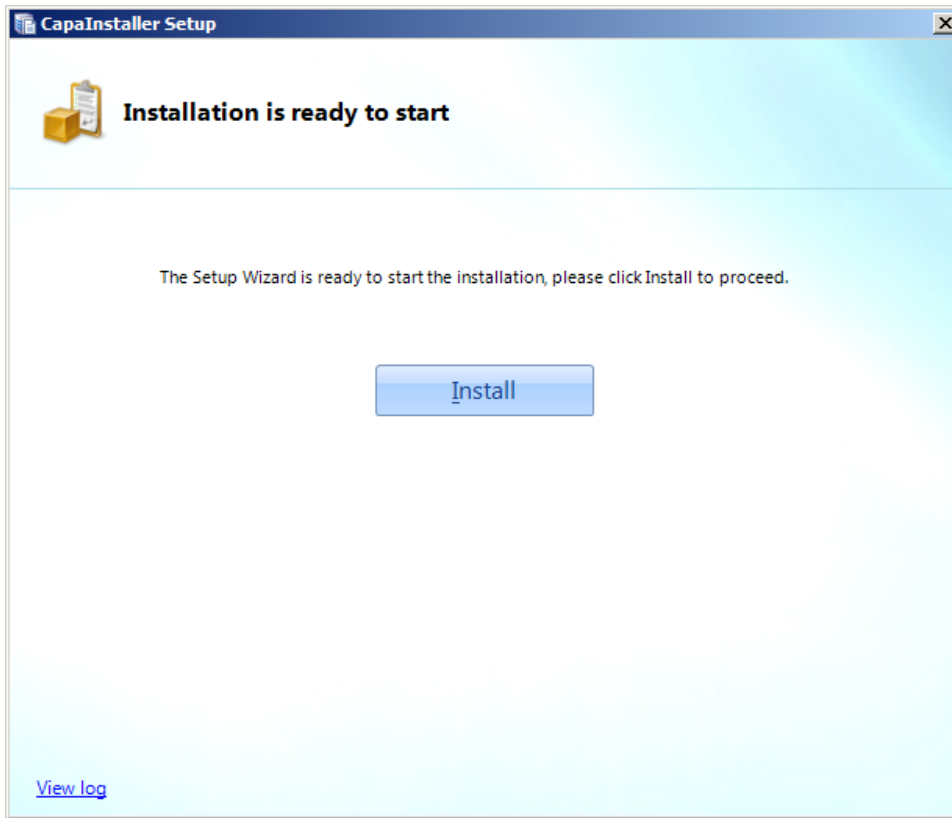 CapaInstaller Setup
Installation is ready to start
The Setup Wizard is ready to start the installation, please click Install to proceed.
Install
View log